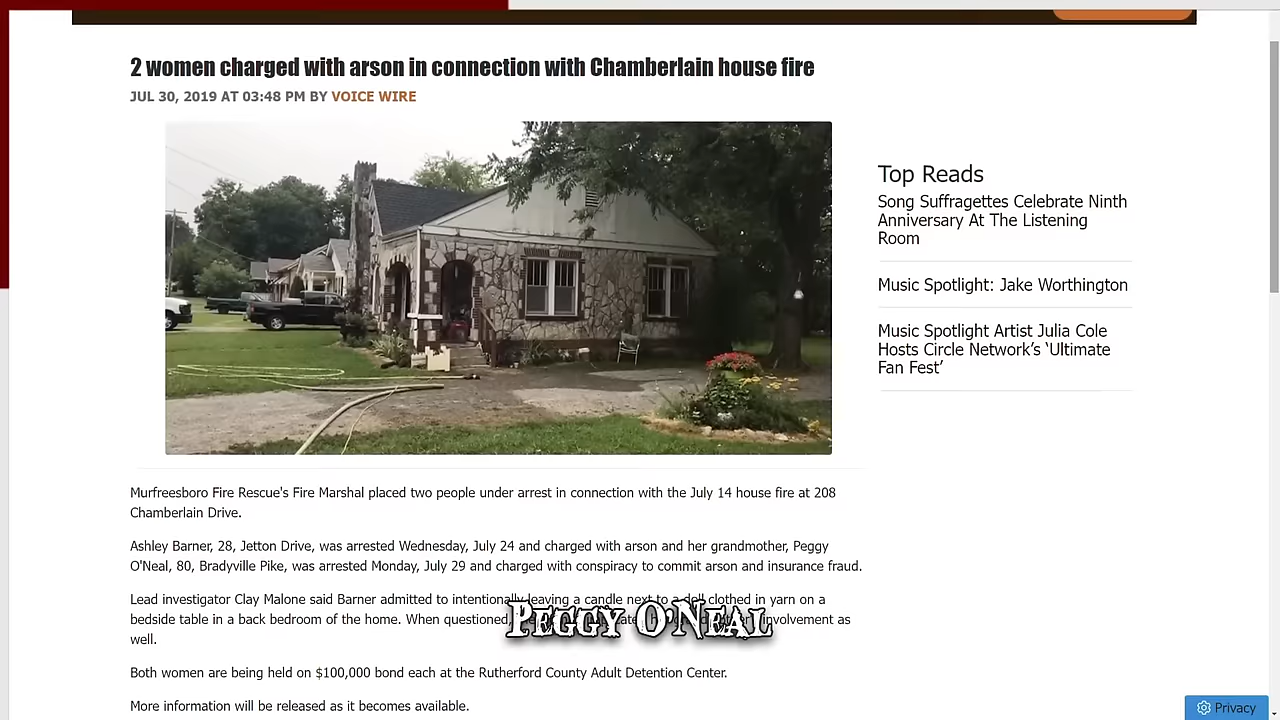 2 women charged with arson in connection with Chamberlain house fire
JUL 30, 2019 AT 03:48 PM BY VOICE WIRE
Top Reads
Song Suffragettes Celebrate Ninth
Anniversary At The Listening
Room
Music Spotlight: Jake Worthington
Music Spotlight Artist Julia Cole
Hosts Circle Network’s ‘Ultimate
Fan Fest’
Murfreesboro Fire Rescue's Fire Marshal placed two people under arrest in connection with the July 14 house fire at 208
Chamberlain Drive.
Ashley Barner, 28, Jetton Drive, was arrested Wednesday, July 24 and charged with arson and her grandmother, Peggy
O'Neal, 80, Bradyville Pike, was arrested Monday, July 29 and charged with conspiracy to commit arson and insurance fraud.
Lead investigator Clay Malone said Barner admitted to intentionally leaving a candle next to a doll clothed in yarn on a
bedside table in a back bedroom of the home. When questioned, involvement as
well.
PEGGY O'NEAL
Both women are being held on $100,000 bond each at the Rutherford County Adult Detention Center.
More information will be released as it becomes available.
Privacy